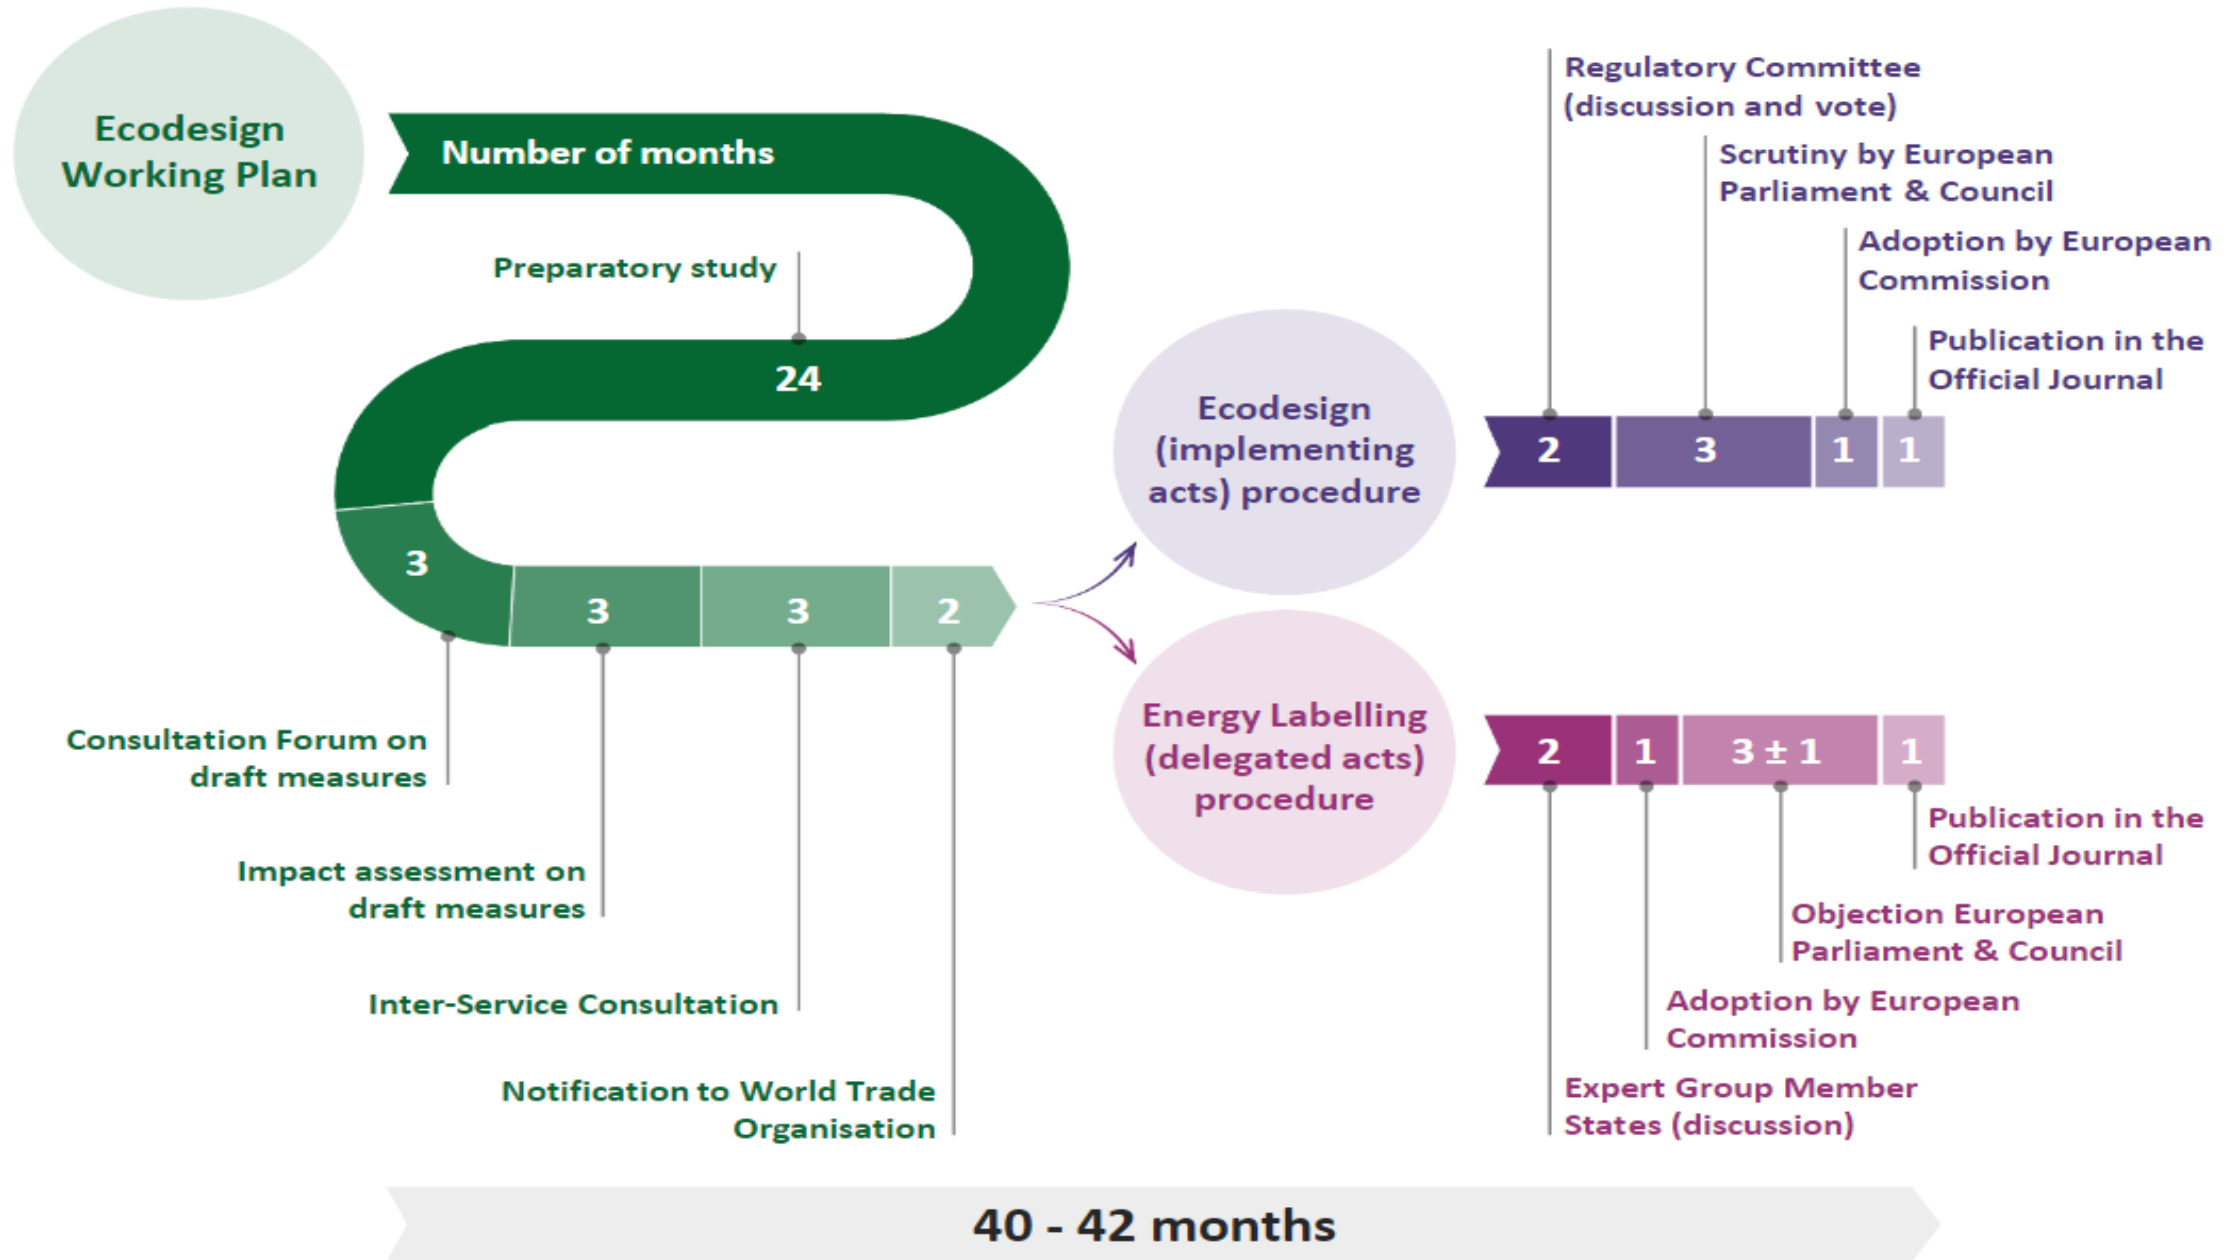 Ecodesign
Working Plan
Number of months
Preparatory study
24
3
3
3
2
Consultation Forum on
draft measures
Impact assessment on
draft measures
Inter-Service Consultation
Notification to World Trade
Organisation
Ecodesign
(implementing
acts) procedure
Regulatory Committee
(discussion and vote)
Scrutiny by European
Parliament & Council
Adoption by European
Commission
Publication in the
Official Journal
2
3
1
1
Energy Labelling
(delegated acts)
procedure
2
1
3 ± 1
1
Publication in the
Official Journal
Objection European
Parliament & Council
Adoption by European
Commission
Expert Group Member
States (discussion)
40 - 42 months